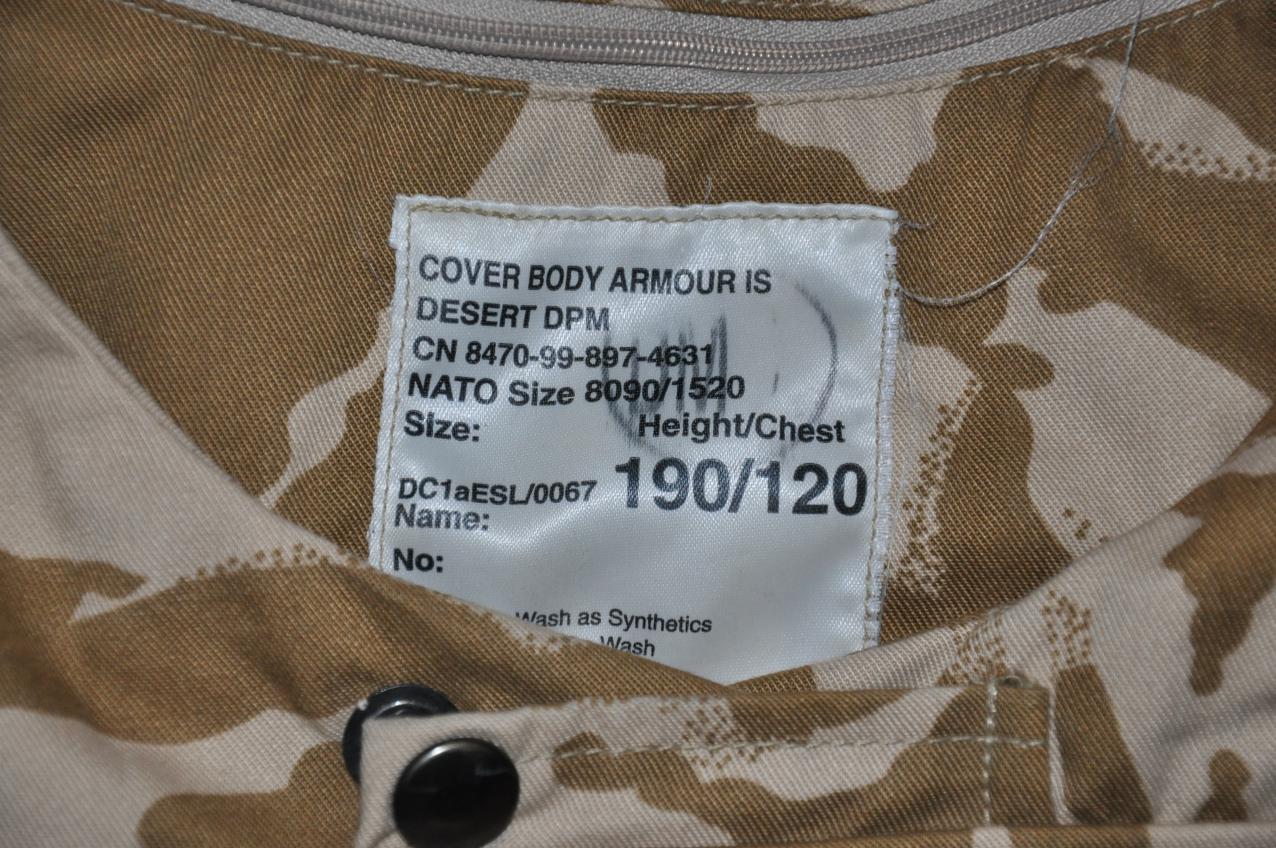 COVER BODY ARMOUR IS
DESERT DPM
CN 8470-99-897-4631
NATO Size 8090/1520
Size: Height/Chest
DC1aESL/0067 190/120
Name:
No:
Wash as Synthetics
Wash